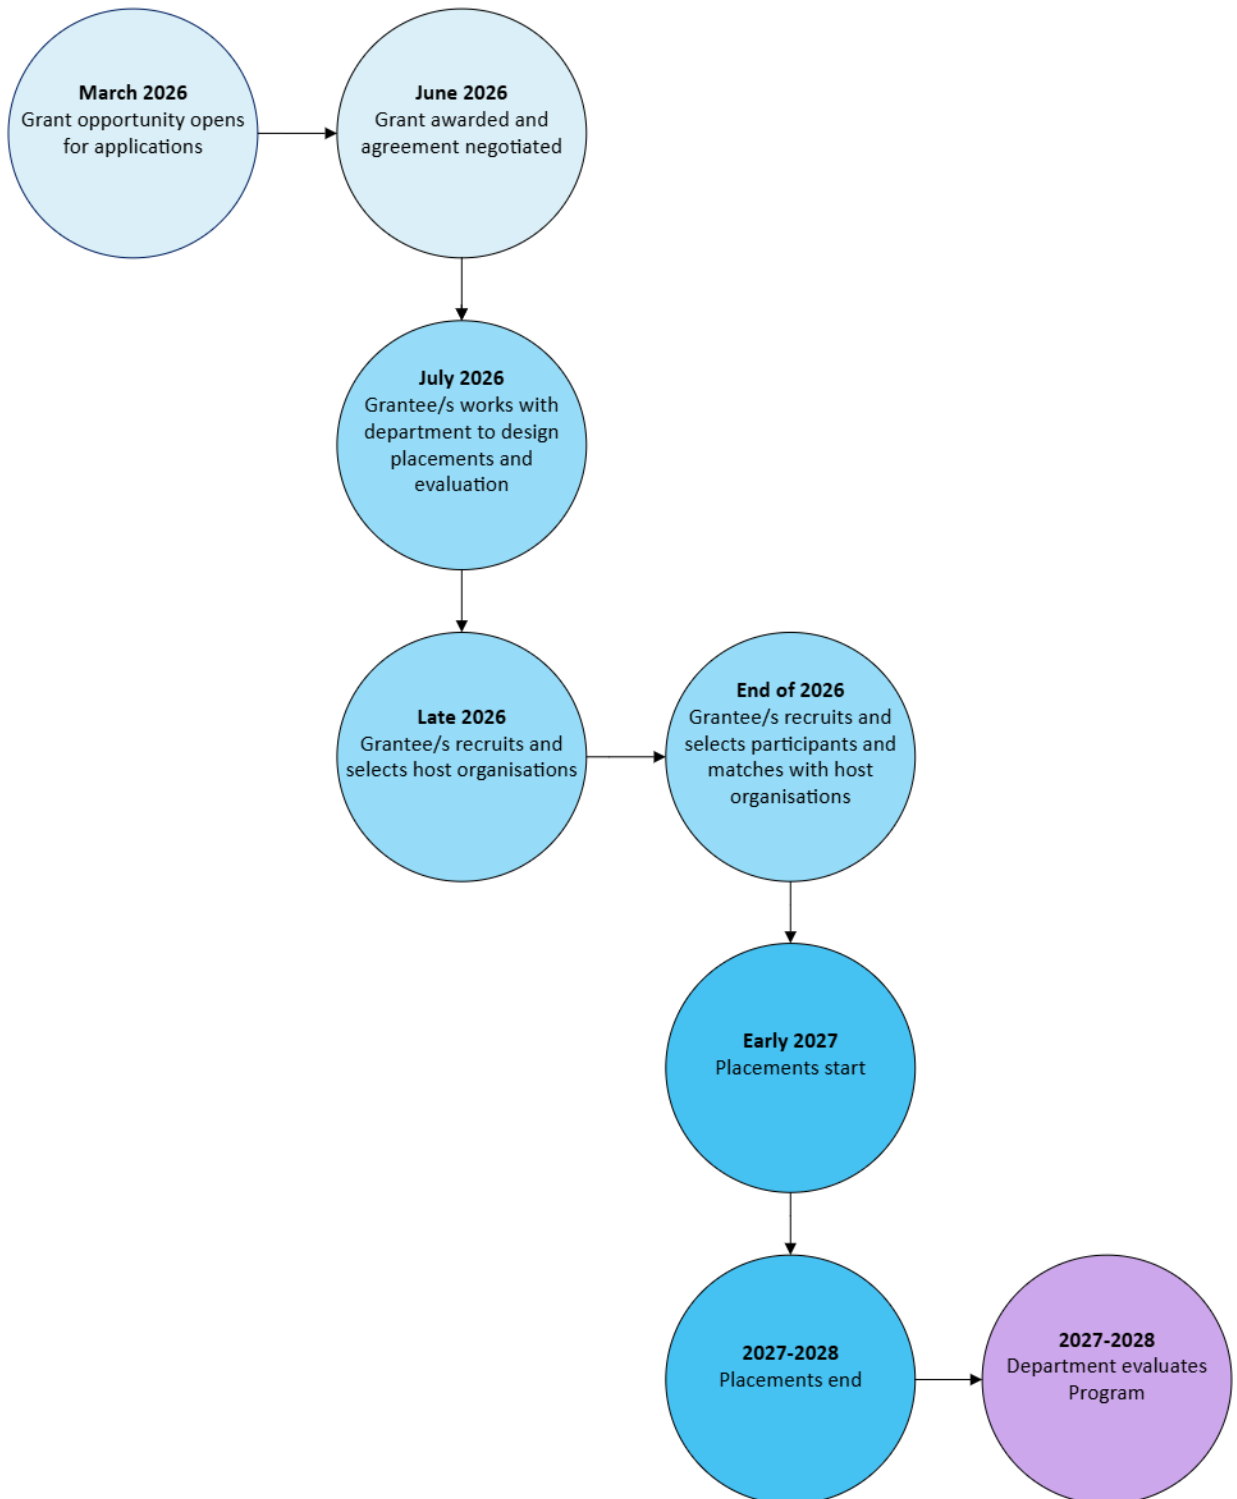 March 2026
Grant opportunity opens
for applications
June 2026
Grant awarded and
agreement negotiated
July 2026
Grantee/s works with
department to design
placements and
evaluation
Late 2026
Grantee/s recruits and
selects host organisations
End of 2026
Grantee/s recruits and
selects participants and
matches with host
organisations
Early 2027
Placements start
2027-2028
Placements end
2027-2028
Department evaluates
Program